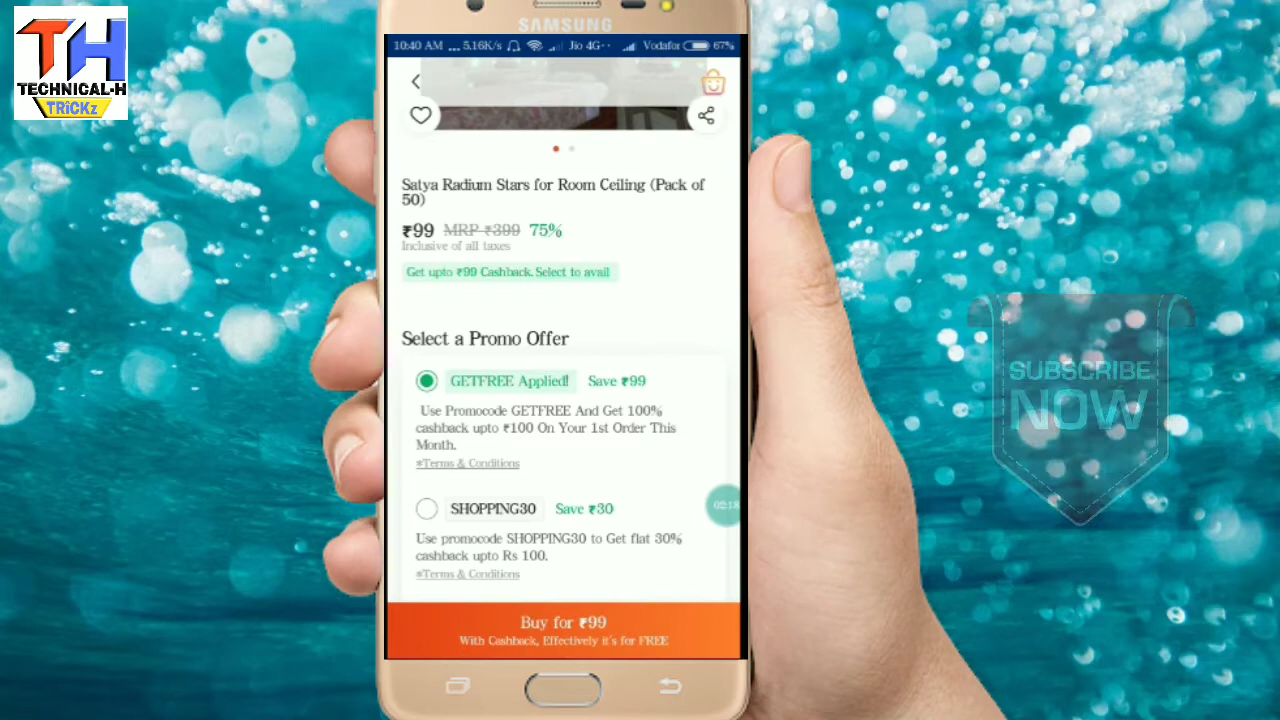 TH
TECHNICAL-H
TRiCKz
SAMSUNG
10:40 AM ... 5.16K/s Jio 4G Vodafor 67%
Satya Radium Stars for Room Ceiling (Pack of
50)
₹99 MRP ₹399 75%
Inclusive of all taxes
Get upto ₹99 Cashback. Select to avail
Select a Promo Offer
GETFREE Applied! Save ₹99
Use Promocode GETFREE And Get 100%
cashback upto ₹100 On Your 1st Order This
Month.
*Terms & Conditions
SHOPPING30 Save ₹30
02:18
Use promocode SHOPPING30 to Get flat 30%
cashback upto Rs 100.
*Terms & Conditions
Buy for ₹99
With Cashback, Effectively it's for FREE
SUBSCRIBE
NOW